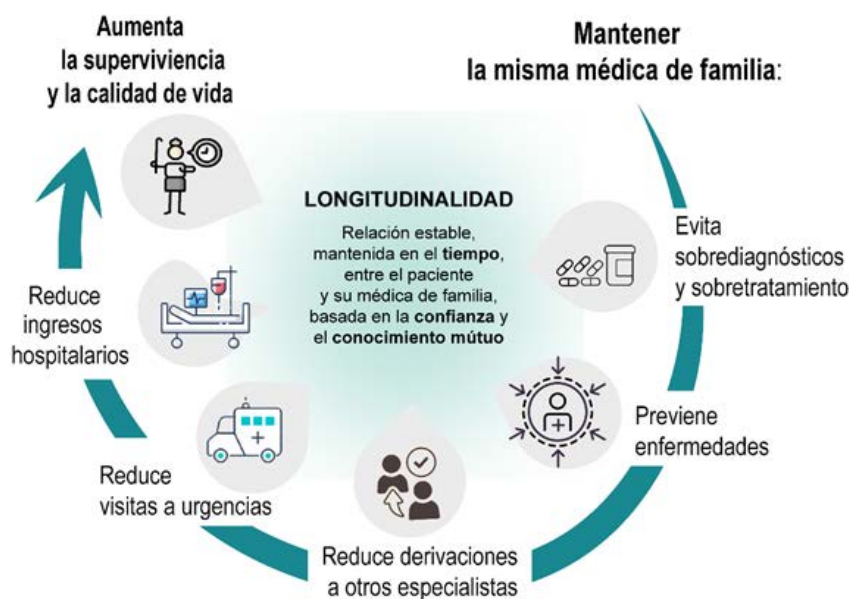 Aumenta
la superviviencia
y la calidad de vida
Mantener
la misma médica de familia:
LONGITUDINALIDAD
Relación estable,
mantenida en el tiempo,
entre el paciente
y su médica de familia,
basada en la confianza y
el conocimiento mútuo
Evita
sobrediagnósticos
y sobretratamiento
Previene
enfermedades
Reduce derivaciones
a otros especialistas
Reduce
visitas a urgencias
Reduce
ingresos
hospitalarios